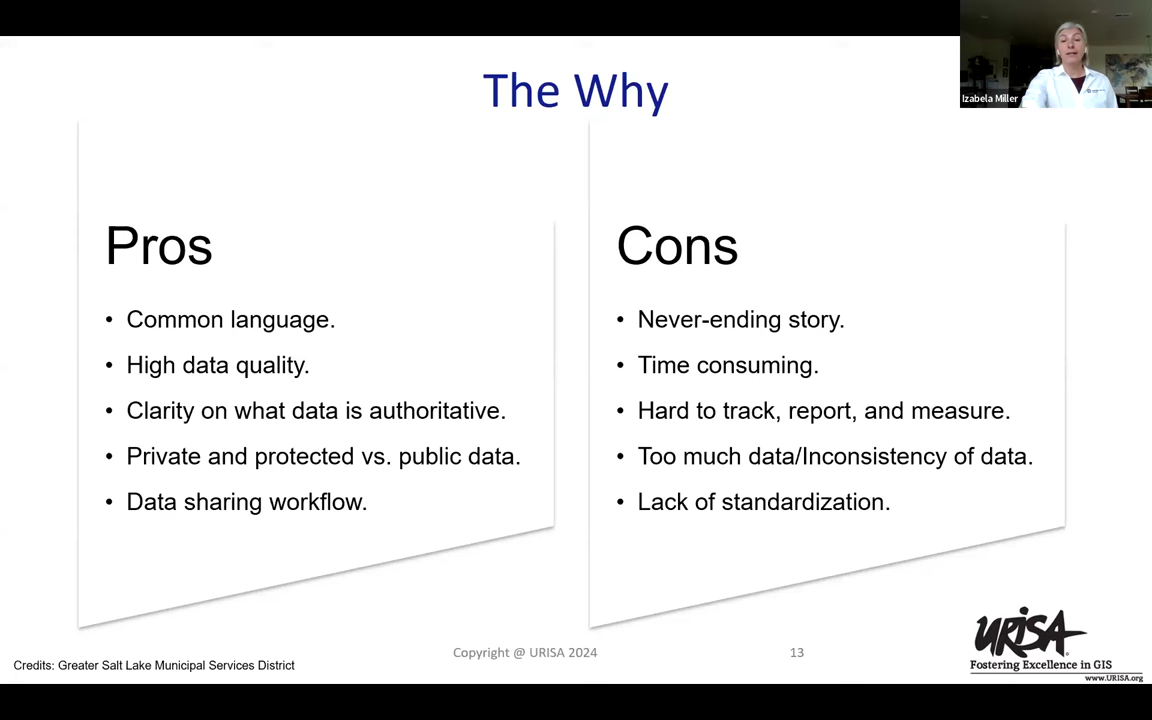 The Why
Izabela Miller
Pros
• Common language.
• High data quality.
• Clarity on what data is authoritative.
• Private and protected vs. public data.
• Data sharing workflow.
Cons
• Never-ending story.
• Time consuming.
• Hard to track, report, and measure.
• Too much data/Inconsistency of data.
• Lack of standardization.
Credits: Greater Salt Lake Municipal Services District
Copyright @ URISA 2024
13
URISA
Fostering Excellence in GIS
www.URISA.org